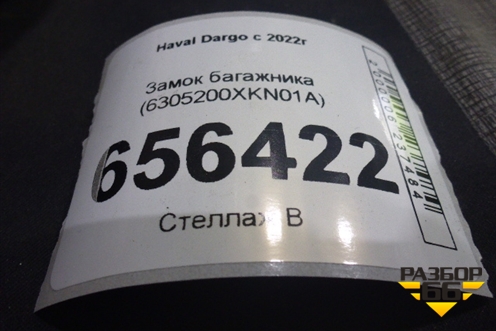 Haval Dargo с 2022г
Замок багажника
(6305200XKN01A)
656422
Стеллаж В
РАЗБОР
66